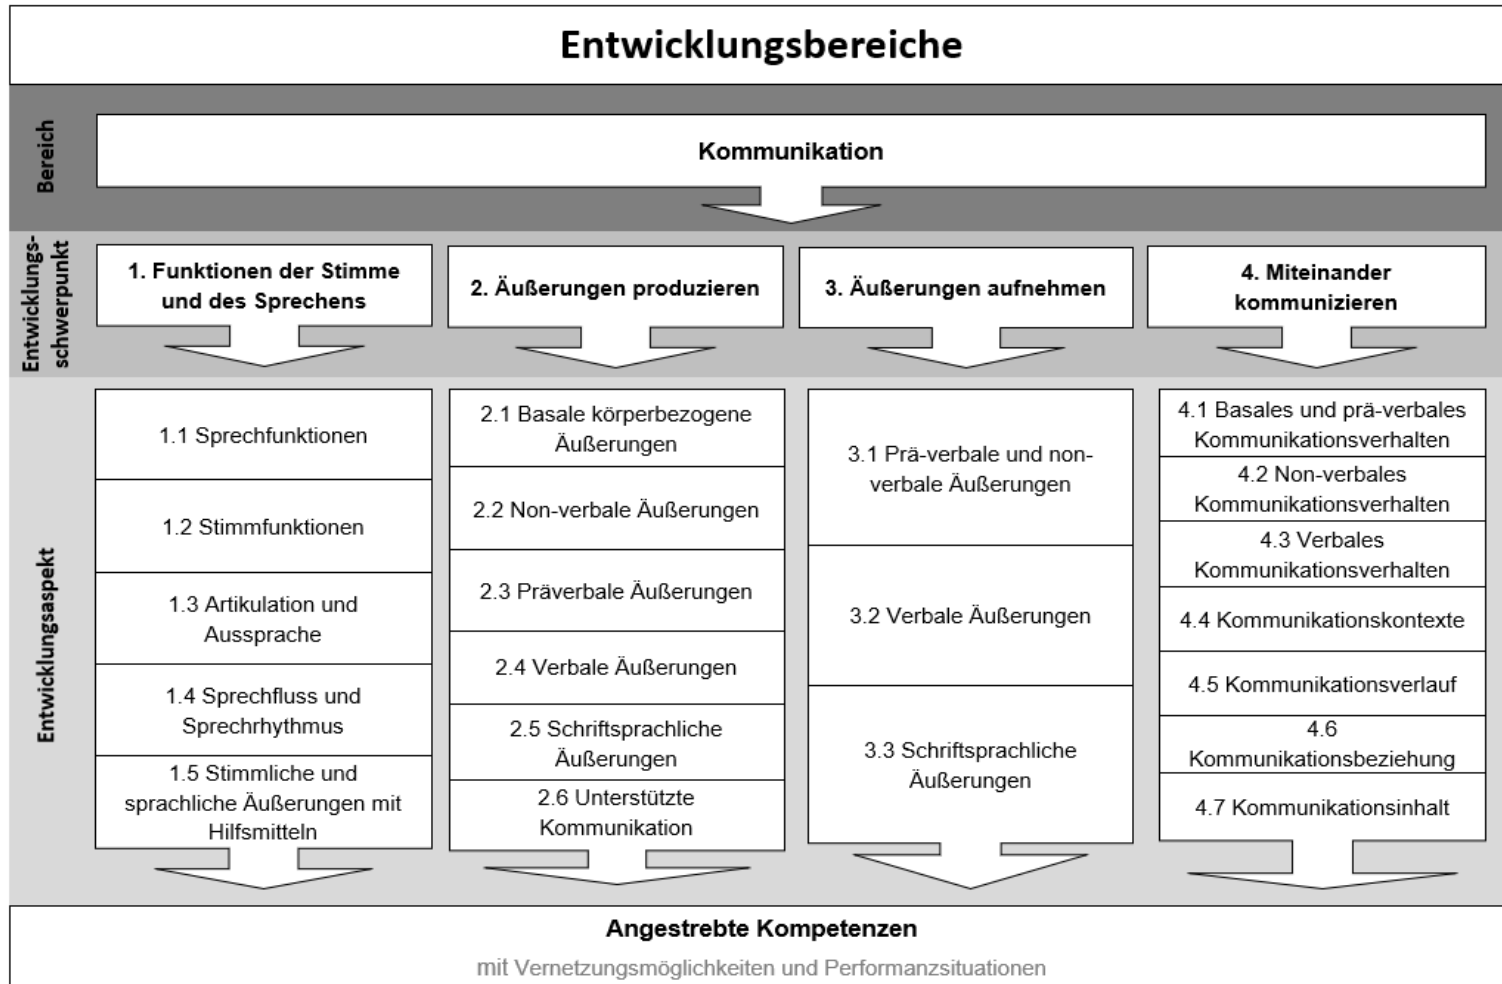 Entwicklungsbereiche
Bereich
Kommunikation
Entwicklungs-
schwerpunkt
1. Funktionen der Stimme
und des Sprechens
2. Äußerungen produzieren
3. Äußerungen aufnehmen
4. Miteinander
kommunizieren
Entwicklungsaspekt
1.1 Sprechfunktionen
1.2 Stimmfunktionen
1.3 Artikulation und
Aussprache
1.4 Sprechfluss und
Sprechrhythmus
1.5 Stimmliche und
sprachliche Äußerungen mit
Hilfsmitteln
2.1 Basale körperbezogene
Äußerungen
2.2 Non-verbale Äußerungen
2.3 Präverbale Äußerungen
2.4 Verbale Äußerungen
2.5 Schriftsprachliche
Äußerungen
2.6 Unterstützte
Kommunikation
3.1 Prä-verbale und non-
verbale Äußerungen
3.2 Verbale Äußerungen
3.3 Schriftsprachliche
Äußerungen
4.1 Basales und prä-verbales
Kommunikationsverhalten
4.2 Non-verbales
Kommunikationsverhalten
4.3 Verbales
Kommunikationsverhalten
4.4 Kommunikationskontexte
4.5 Kommunikationsverlauf
4.6
Kommunikationsbeziehung
4.7 Kommunikationsinhalt
Angestrebte Kompetenzen
mit Vernetzungsmöglichkeiten und Performanzsituationen